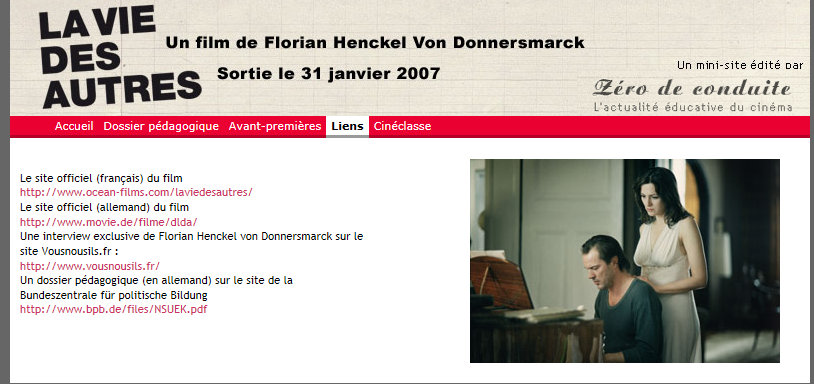 LA VIE
DES
AUTRES
Un film de Florian Henckel Von Donnersmarck
Sortie le 31 janvier 2007
Un mini-site édité par
Zéro de conduite
L'actualité éducative du cinéma
Accueil Dossier pédagogique Avant-premières Liens Cinéclasse
Le site officiel (français) du film
http://www.ocean-films.com/laviedesautres/
Le site officiel (allemand) du film
http://www.movie.de/filme/dlda/
Une interview exclusive de Florian Henckel von Donnersmarck sur le
site Vousnousils.fr :
http://www.vousnousils.fr/
Un dossier pédagogique (en allemand) sur le site de la
Bundeszentrale für politische Bildung
http://www.bpb.de/files/NSUEK.pdf